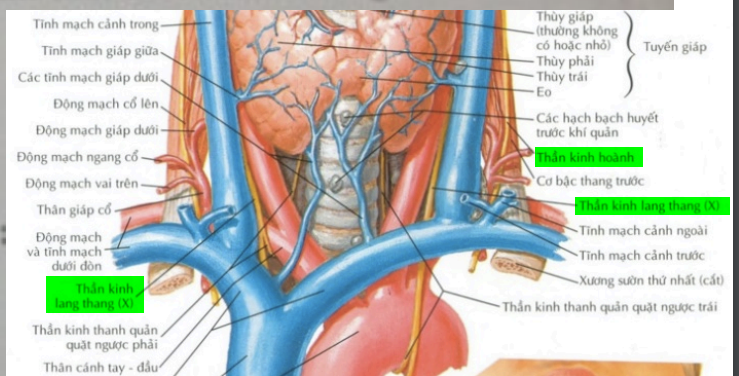 Tĩnh mạch cảnh trong
Tĩnh mạch giáp giữa
Các tĩnh mạch giáp dưới
Động mạch cổ lên
Động mạch giáp dưới
Động mạch ngang cổ
Động mạch vai trên
Thân giáp cổ
Động mạch
và tĩnh mạch
dưới đòn
Thần kinh
lang thang (X)
Thần kinh thanh quản
quặt ngược phải
Thân cánh tay - đầu
Thùy giáp
(thường không
có hoặc nhỏ)
Thùy phải
Thùy trái
Eo
Tuyến giáp
Các hạch bạch huyết
trước khí quản
Thần kinh hoành
Cơ bậc thang trước
Thần kinh lang thang (X)
Tĩnh mạch cảnh ngoài
Tĩnh mạch cảnh trước
Xương sườn thứ nhất (cắt)
Thần kinh thanh quản quặt ngược trái